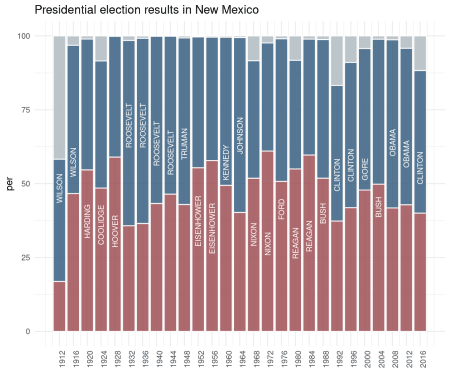 Presidential election results in New Mexico
100
75
50
25
0
per
WILSON
WILSON
HARDING
COOLIDGE
HOOVER
ROOSEVELT
ROOSEVELT
ROOSEVELT
ROOSEVELT
TRUMAN
EISENHOWER
EISENHOWER
KENNEDY
JOHNSON
NIXON
NIXON
FORD
REAGAN
REAGAN
BUSH
CLINTON
CLINTON
GORE
BUSH
OBAMA
OBAMA
CLINTON
1912
1916
1920
1924
1928
1932
1936
1940
1944
1948
1952
1956
1960
1964
1968
1972
1976
1980
1984
1988
1992
1996
2000
2004
2008
2012
2016